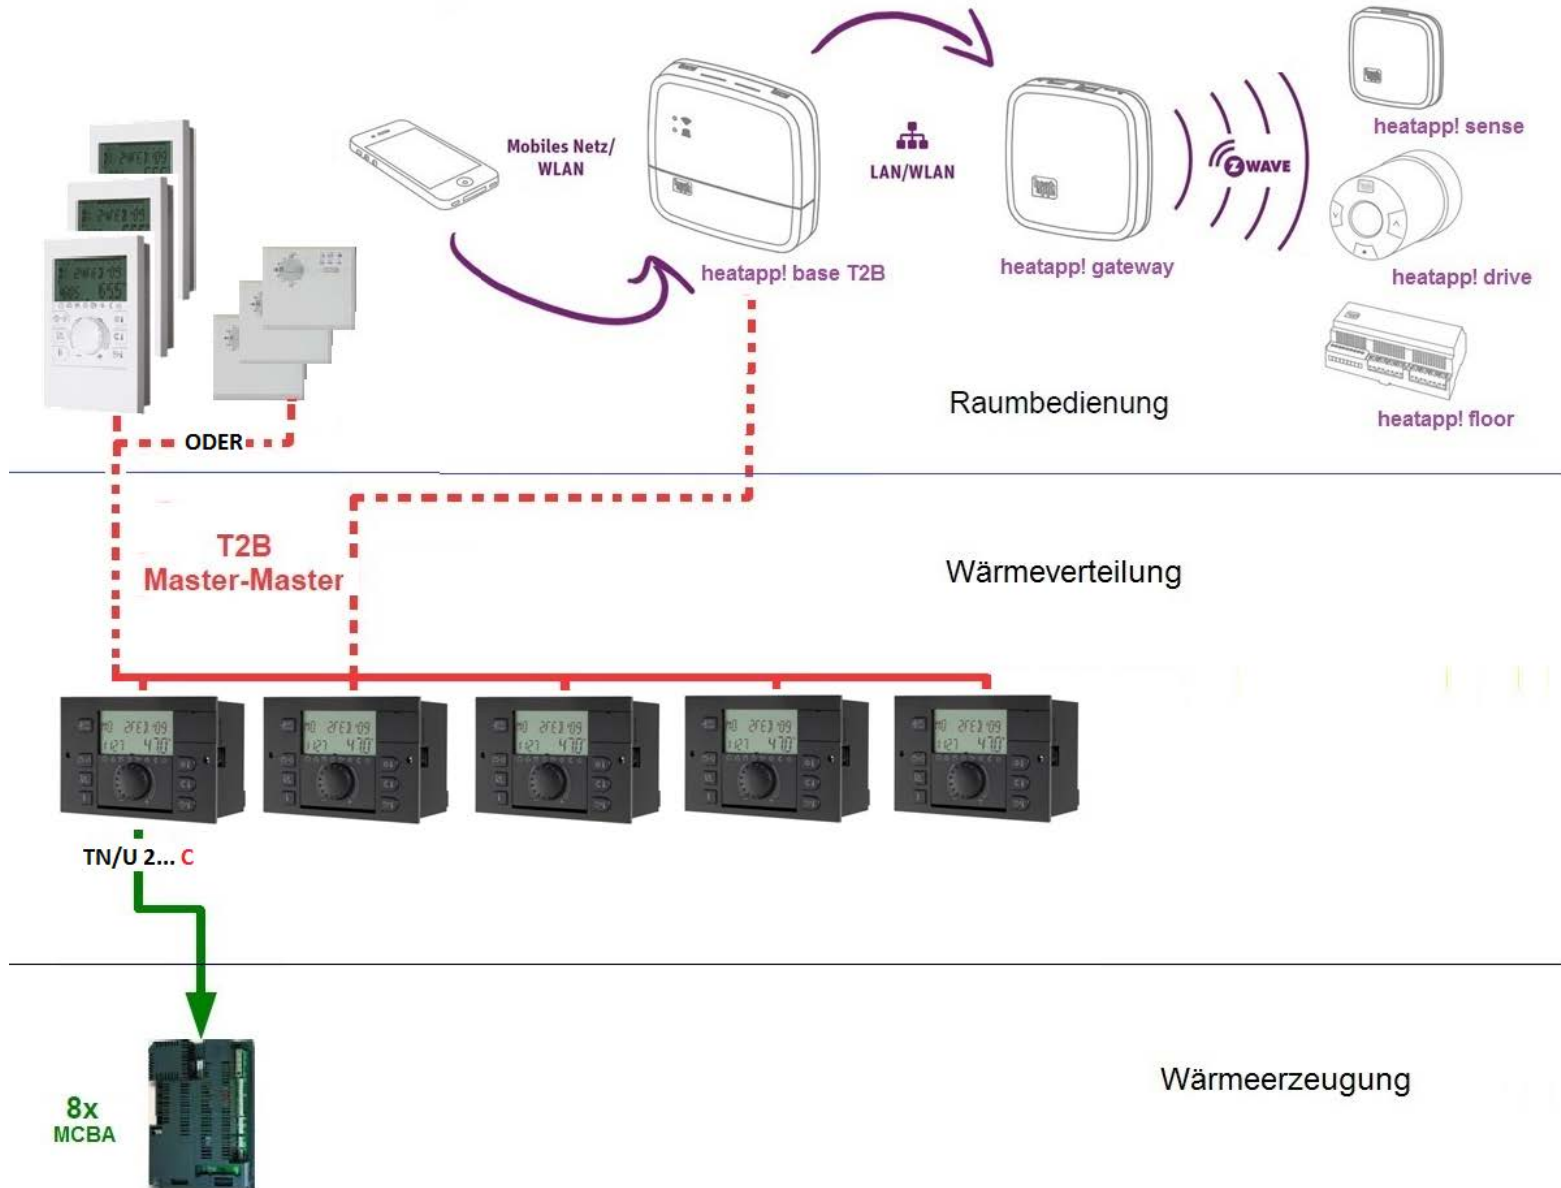 Mobiles Netz/
WLAN
LAN/WLAN
Z WAVE
heatapp! sense
heatapp! base T2B
heatapp! gateway
heatapp! drive
heatapp! floor
Raumbedienung
ODER
T2B
Master-Master
Wärmeverteilung
TN/U 2... C
Wärmeerzeugung
8x
MCBA